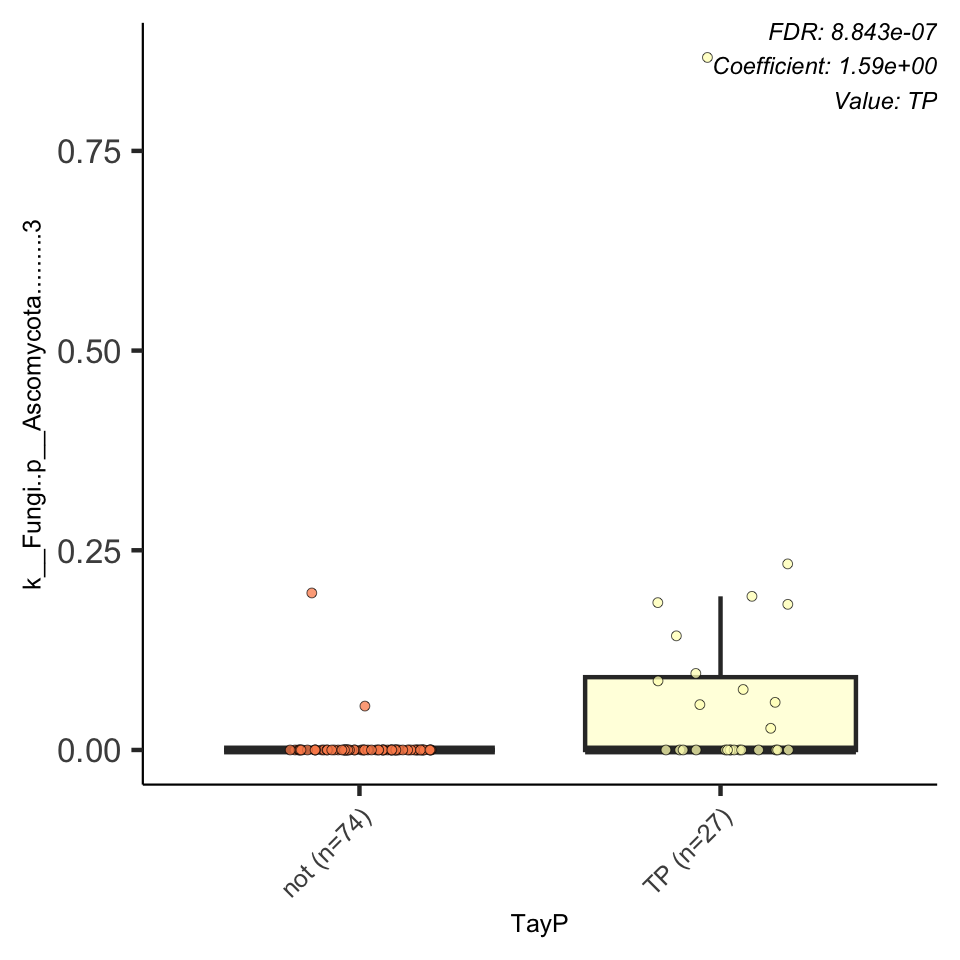 FDR: 8.843e-07
Coefficient: 1.59e+00
Value: TP
k__Fungi..p__Ascomycota.........3
0.75
0.50
0.25
0.00
not (n=74)
TP (n=27)
TayP